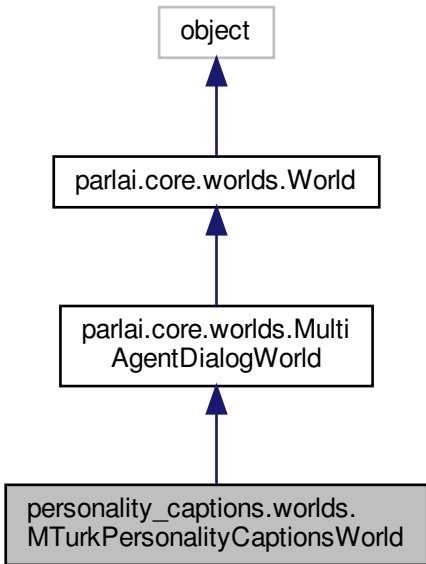 object
parlai.core.worlds.World
parlai.core.worlds.Multi
AgentDialogWorld
personality_captions.worlds.
MTurkPersonalityCaptionsWorld